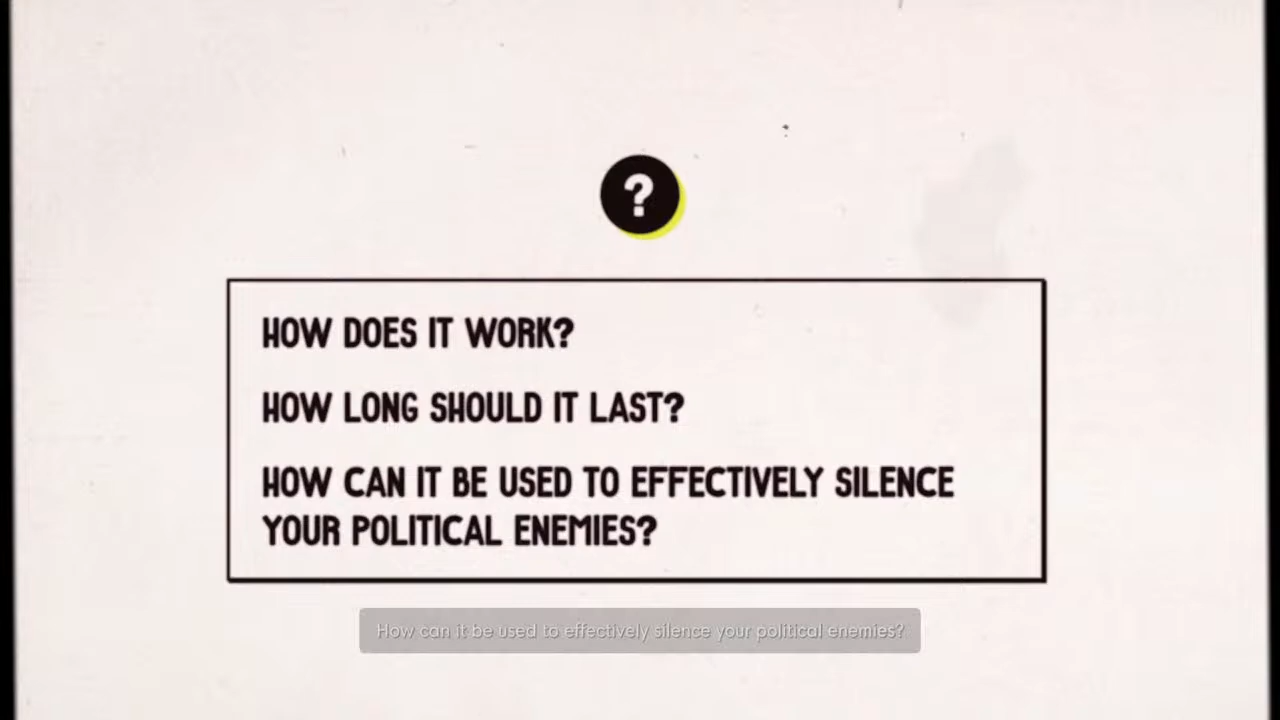 ?
HOW DOES IT WORK?
HOW LONG SHOULD IT LAST?
HOW CAN IT BE USED TO EFFECTIVELY SILENCE
YOUR POLITICAL ENEMIES?
How can it be used to effectively silence your political enemies?